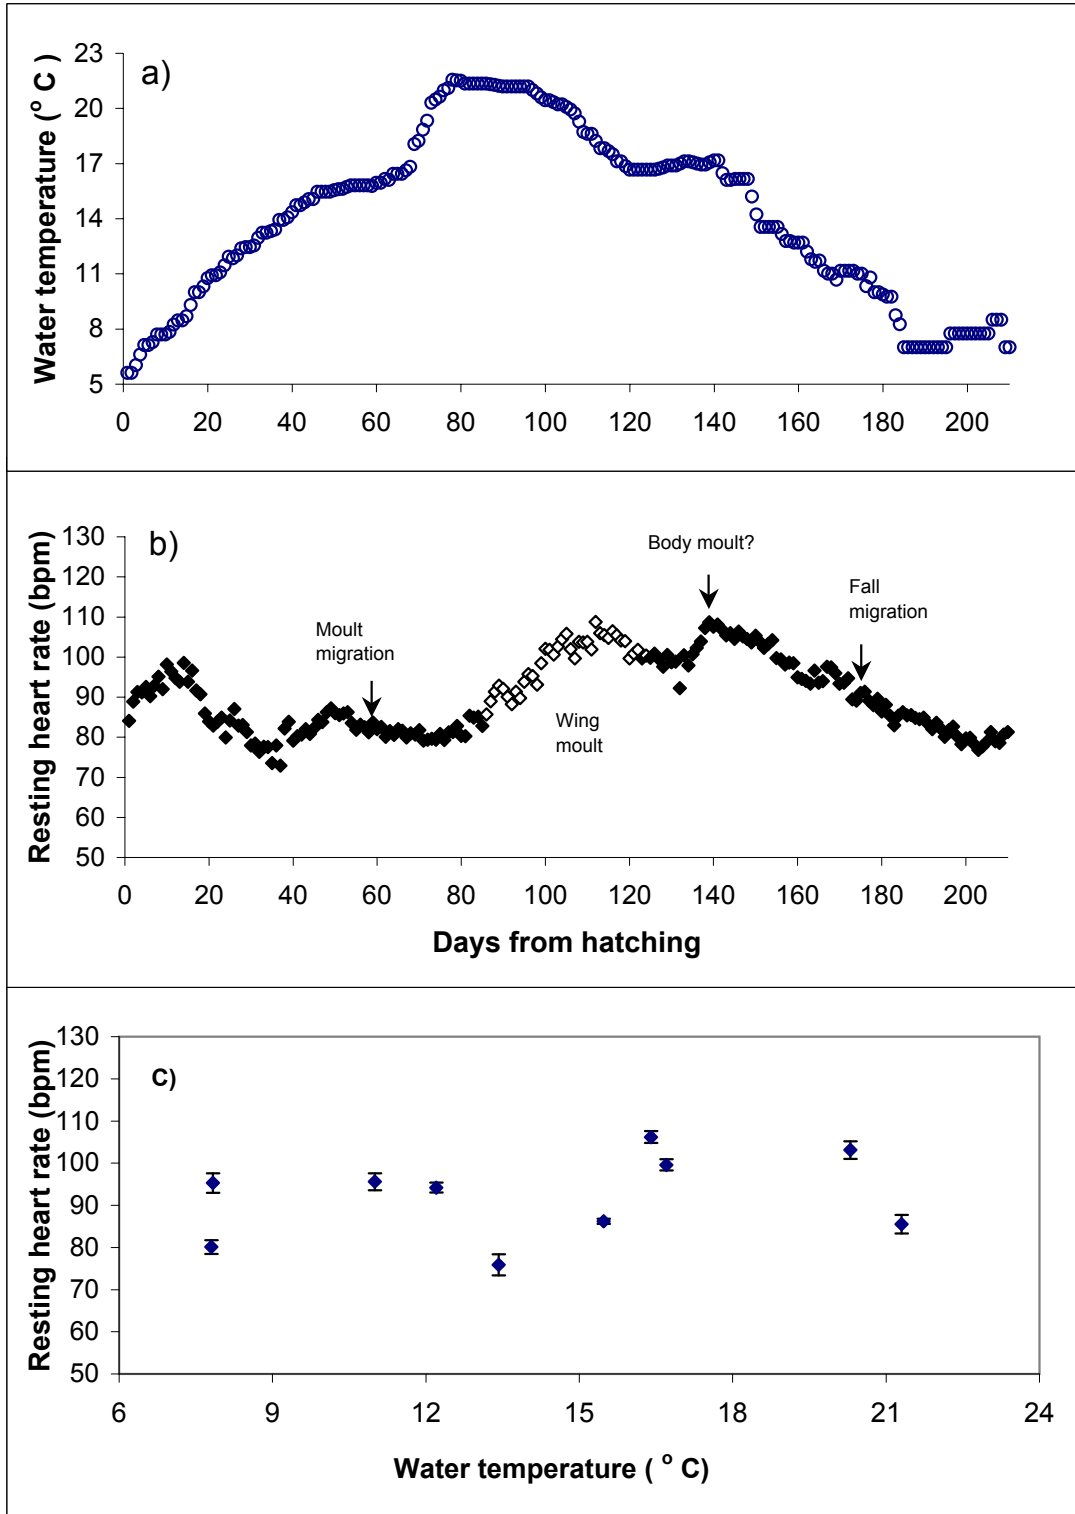 a)
Water temperature (° C)
23
20
17
14
11
8
5
0 20 40 60 80 100 120 140 160 180 200
b)
Resting heart rate (bpm)
130
120
110
100
90
80
70
60
50
Body moult?
Fall
migration
Moult
migration
Wing
moult
0 20 40 60 80 100 120 140 160 180 200
Days from hatching
c)
Resting heart rate (bpm)
130
120
110
100
90
80
70
60
50
6 9 12 15 18 21 24
Water temperature ( ° C)